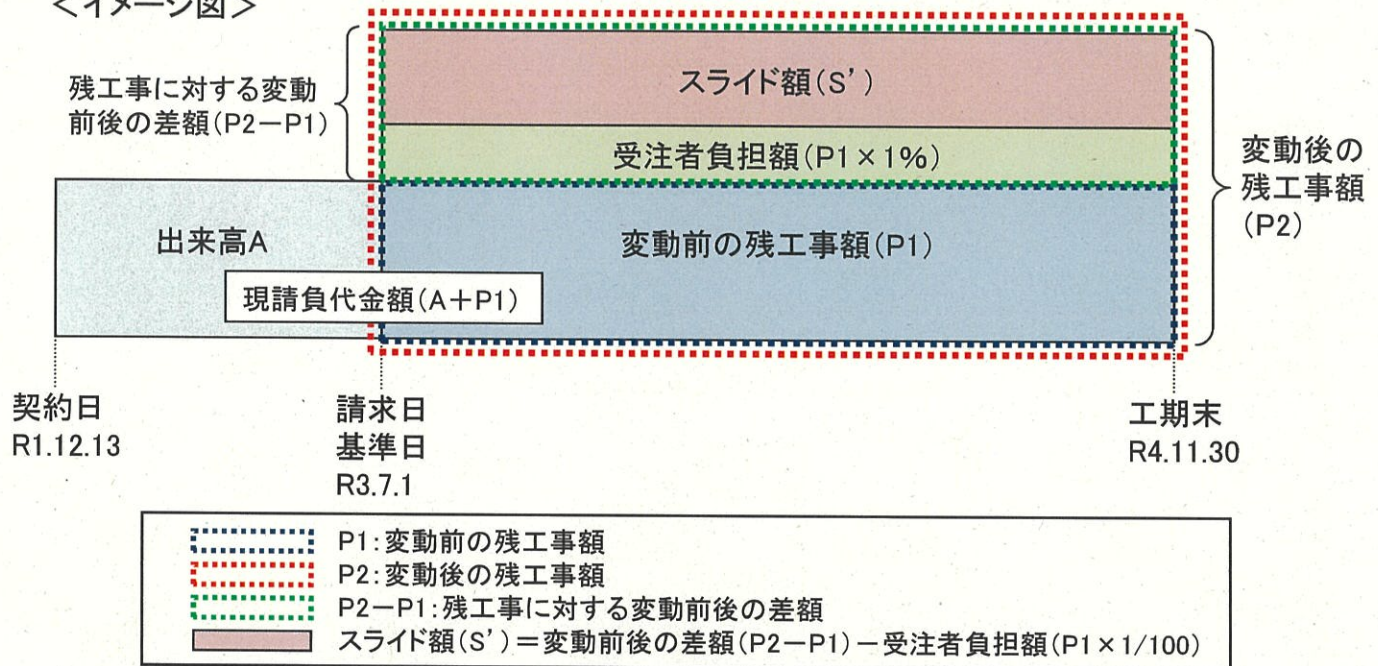 ＜イメージ図＞
残工事に対する変動
前後の差額(P2－P1)
スライド額(S')
受注者負担額(P1×1%)
変動後の
残工事額
(P2)
出来高A
変動前の残工事額(P1)
現請負代金額(A＋P1)
契約日
R1.12.13
請求日
基準日
R3.7.1
工期末
R4.11.30
P1:変動前の残工事額
P2:変動後の残工事額
P2－P1:残工事に対する変動前後の差額
スライド額(S')＝変動前後の差額(P2－P1)－受注者負担額(P1×1/100)